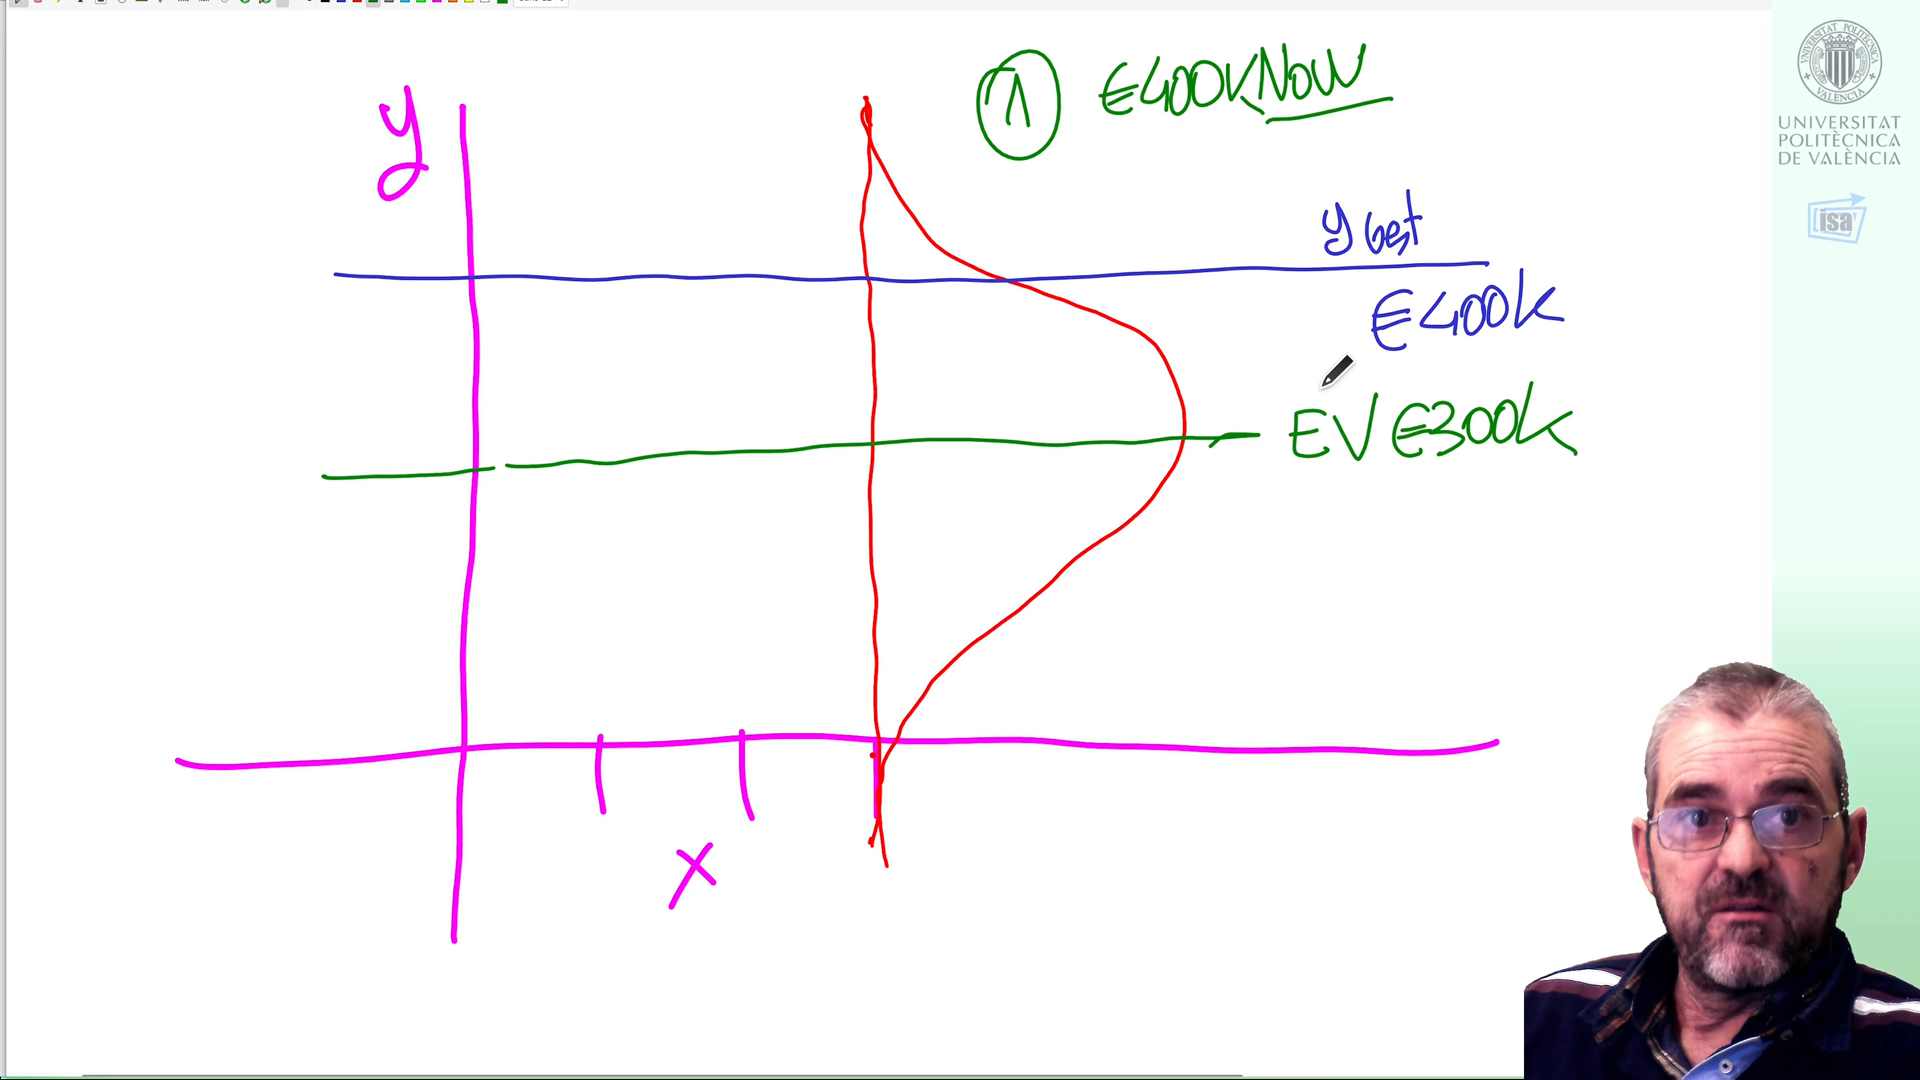 y
1 €400k Now
UNIVERSITAT
POLITÈCNICA
DE VALÈNCIA
isa
y best
€400k
EV €300k
x